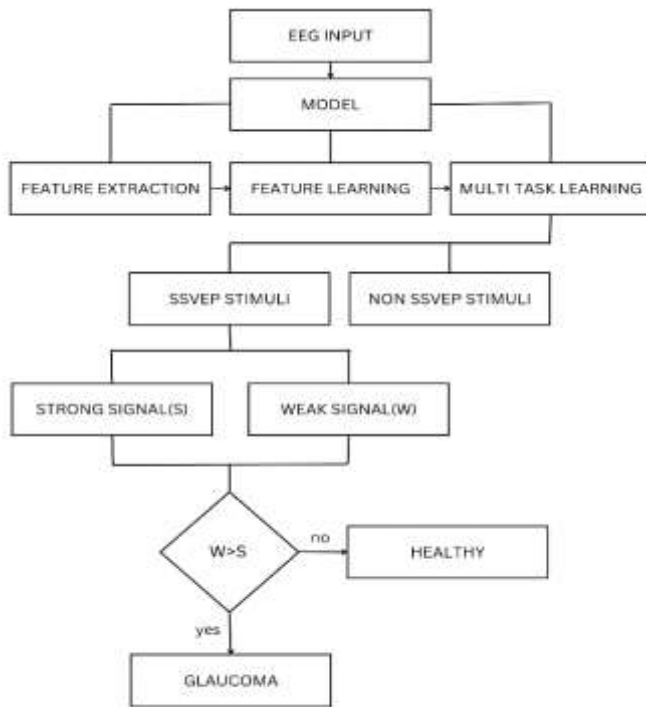 EEG INPUT
MODEL
FEATURE EXTRACTION
FEATURE LEARNING
MULTI TASK LEARNING
SSVEP STIMULI
NON SSVEP STIMULI
STRONG SIGNAL(S)
WEAK SIGNAL(W)
W>S
no
HEALTHY
yes
GLAUCOMA